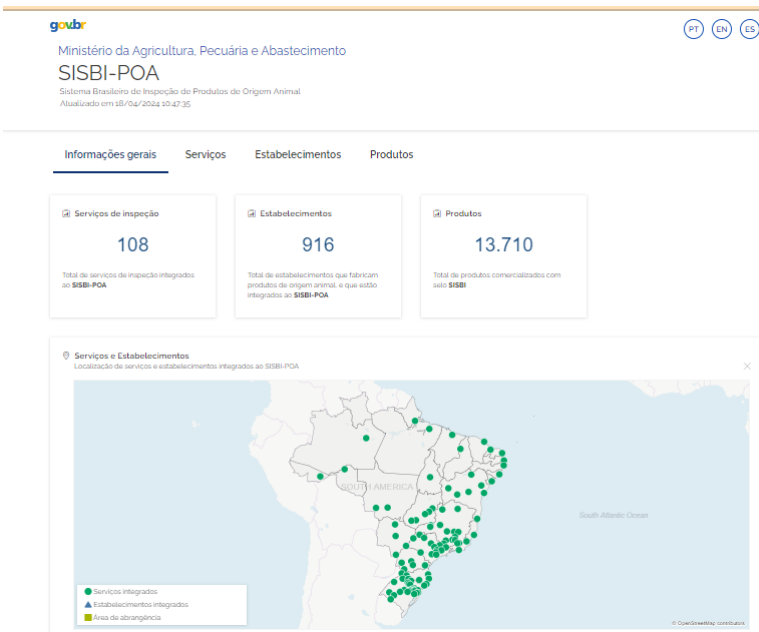 gov.br
PT EN ES
Ministério da Agricultura, Pecuária e Abastecimento
SISBI-POA
Sistema Brasileiro de Inspeção de Produtos de Origem Animal
Atualizado em 18/04/2024 10:47:35
Informações gerais Serviços Estabelecimentos Produtos
Serviços de inspeção
108
Total de serviços de inspeção integrados
ao SISBI-POA
Estabelecimentos
916
Total de estabelecimentos que fabricam
produtos de origem animal, e que estão
integrados ao SISBI-POA
Produtos
13.710
Total de produtos comercializados com
selo SISBI
Serviços e Estabelecimentos
Localização de serviços e estabelecimentos integrados ao SISBI-POA
SOUTH AMERICA
South Atlantic Ocean
Serviços integrados
Estabelecimentos integrados
Área de abrangência
© OpenStreetMap contributors